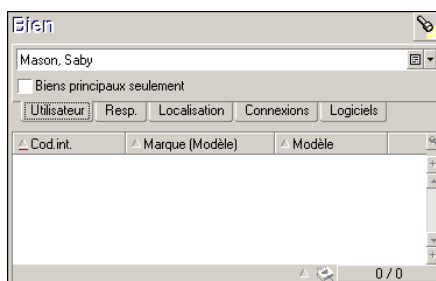 Bien
Mason, Saby
Biens principaux seulement
Utilisateur Resp. Localisation Connexions Logiciels
Cod.int. Marque (Modèle) Modèle
0 / 0